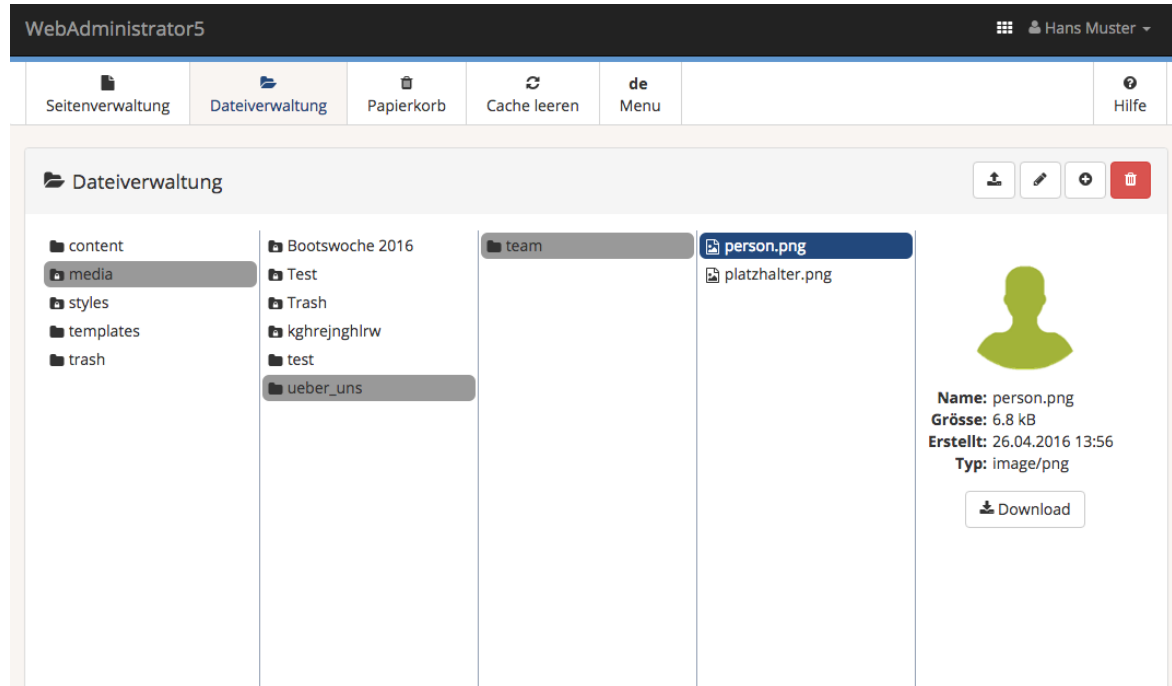 WebAdministrator5
Hans Muster
Seitenverwaltung
Dateiverwaltung
Papierkorb
Cache leeren
de
Menu
Hilfe
Dateiverwaltung
content
media
styles
templates
trash
Bootswoche 2016
Test
Trash
kghrejnghlrw
test
ueber_uns
team
person.png
platzhalter.png
Name: person.png
Grösse: 6.8 kB
Erstellt: 26.04.2016 13:56
Typ: image/png
Download